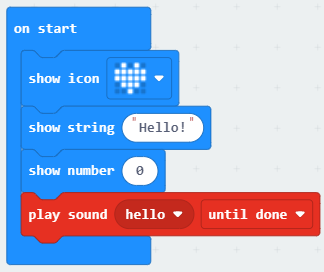 on start
show icon
show string "Hello!"
show number 0
play sound hello until done